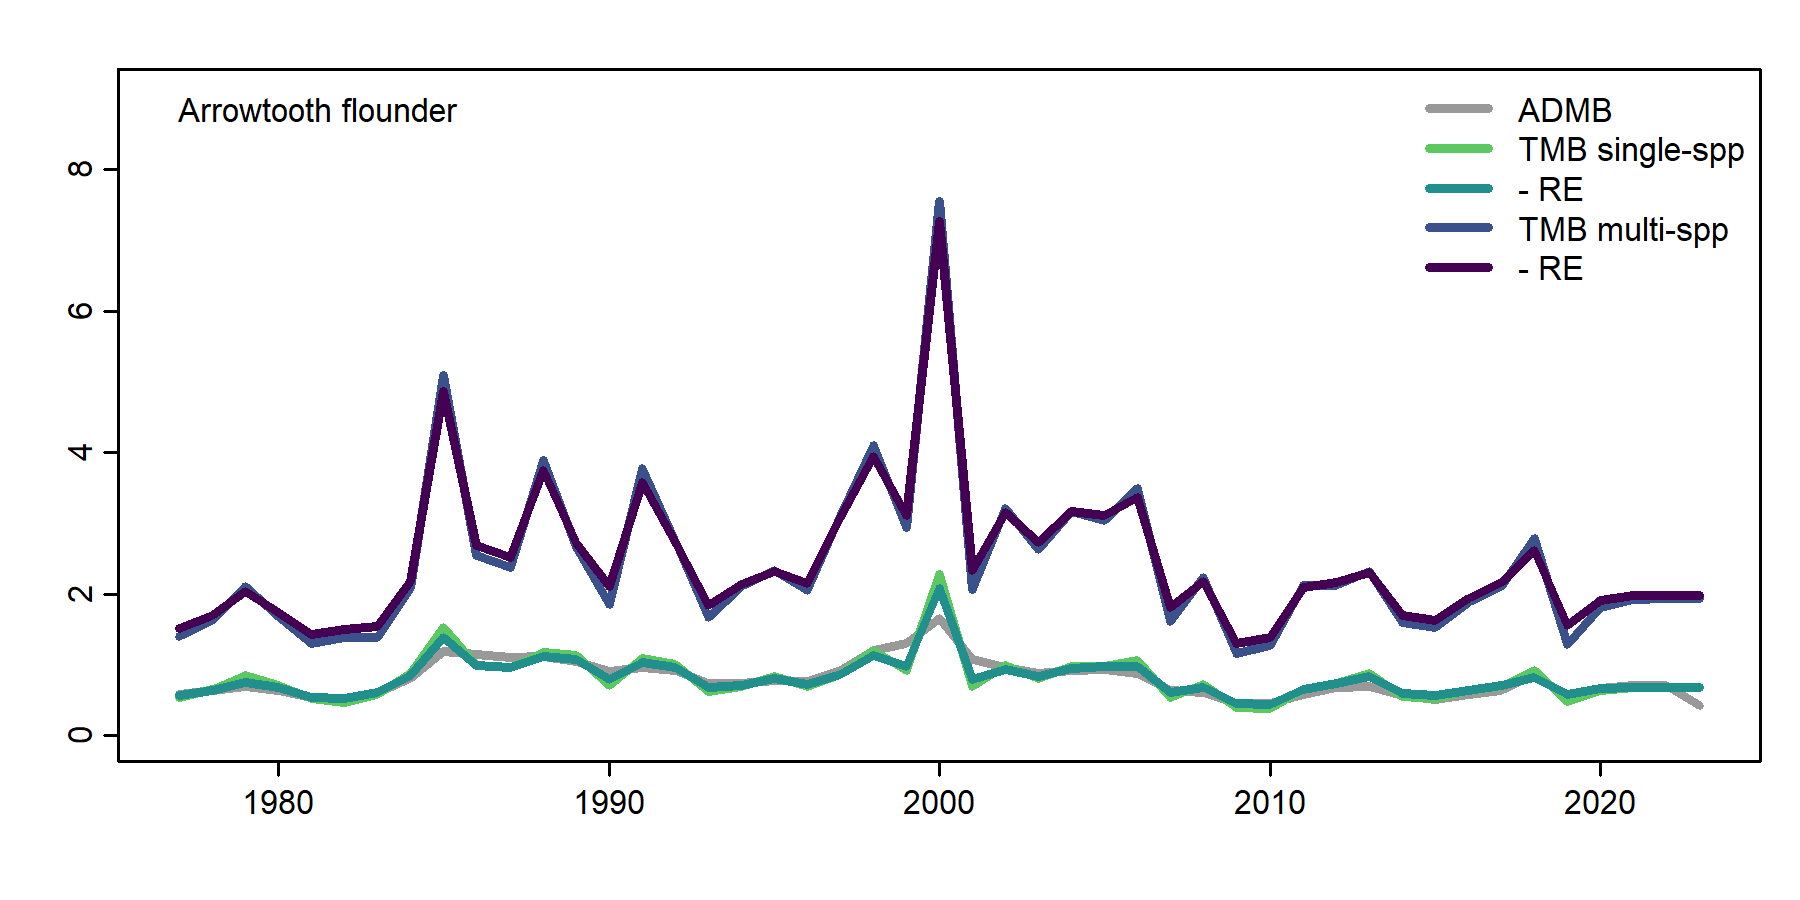 Arrowtooth flounder
ADMB
TMB single-spp
- RE
TMB multi-spp
- RE
8
6
4
2
0
1980 1990 2000 2010 2020